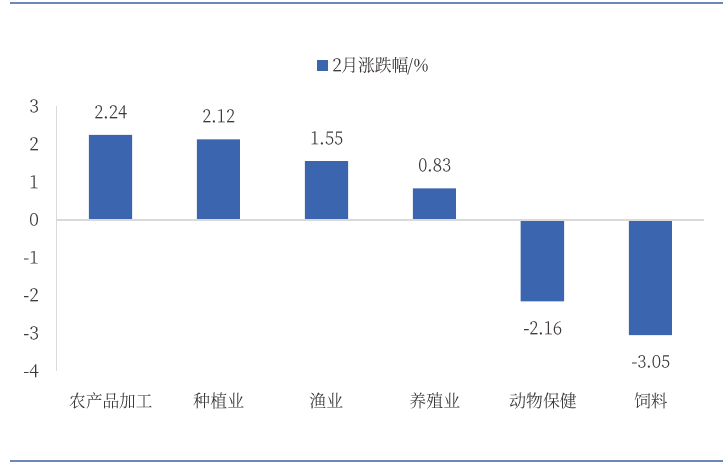 2月涨跌幅/%
3
2
1
0
-1
-2
-3
-4
2.24
2.12
1.55
0.83
-2.16
-3.05
农产品加工
种植业
渔业
养殖业
动物保健
饲料